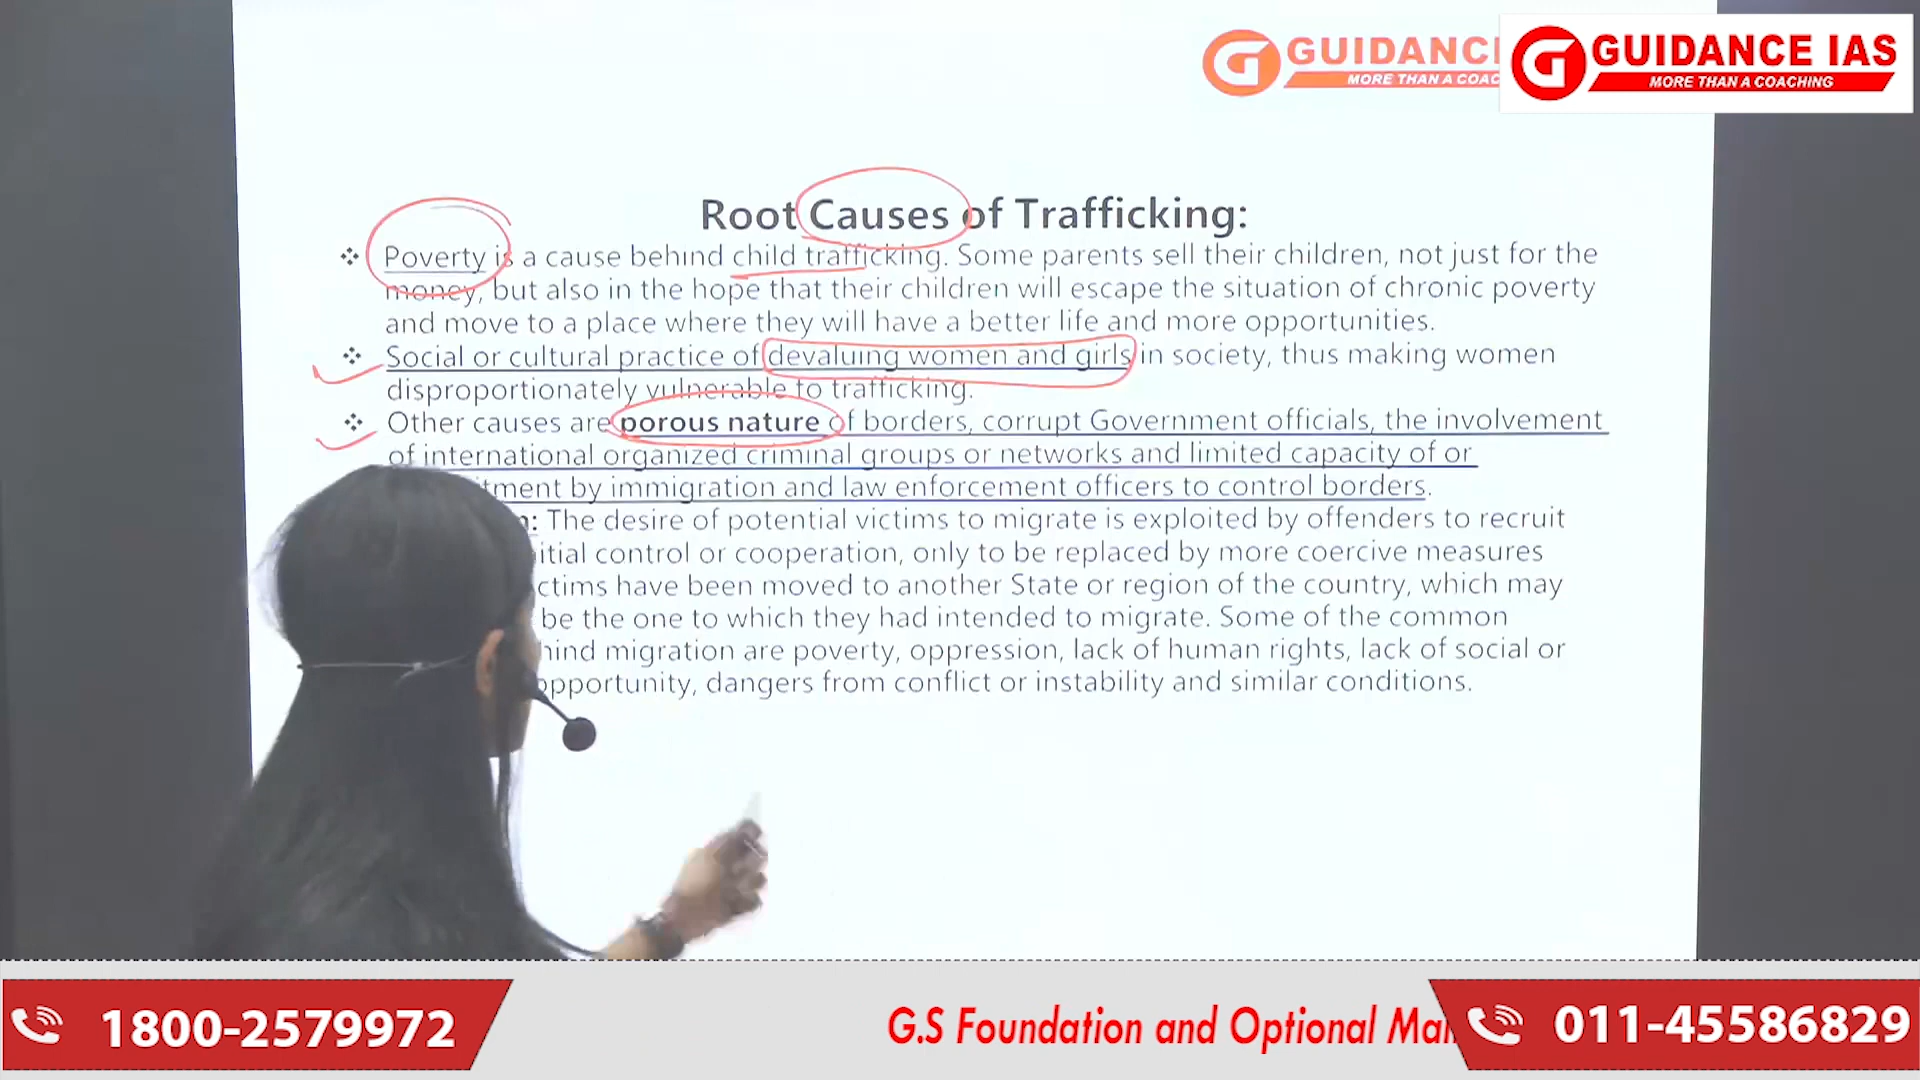 GUIDANC
MORE THAN A COAC
GUIDANCE IAS
MORE THAN A COACHING
Root Causes of Trafficking:
❖ Poverty is a cause behind child trafficking. Some parents sell their children, not just for the
money, but also in the hope that their children will escape the situation of chronic poverty
and move to a place where they will have a better life and more opportunities.
❖ Social or cultural practice of devaluing women and girls in society, thus making women
disproportionately vulnerable to trafficking.
❖ Other causes are porous nature of borders, corrupt Government officials, the involvement
of international organized criminal groups or networks and limited capacity of or
tment by immigration and law enforcement officers to control borders.
: The desire of potential victims to migrate is exploited by offenders to recruit
itial control or cooperation, only to be replaced by more coercive measures
ctims have been moved to another State or region of the country, which may
be the one to which they had intended to migrate. Some of the common
hind migration are poverty, oppression, lack of human rights, lack of social or
opportunity, dangers from conflict or instability and similar conditions.
1800-2579972
G.S Foundation and Optional Mai
011-45586829